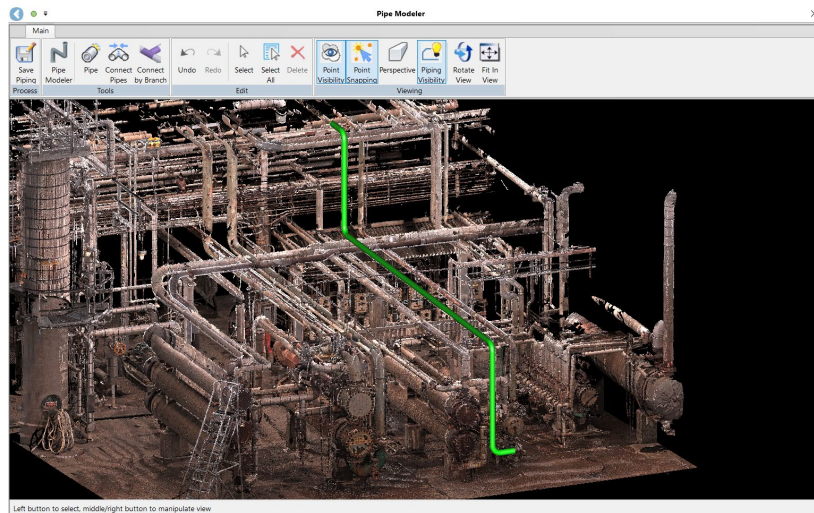 Pipe Modeler
Main
Save Piping
Pipe Modeler
Pipe
Connect Pipes
Connect by Branch
Undo
Redo
Select
Select All
Delete
Point Visibility
Point Snapping
Perspective
Piping Visibility
Rotate View
Fit In View
Process
Tools
Edit
Viewing
Left button to select, middle/right button to manipulate view